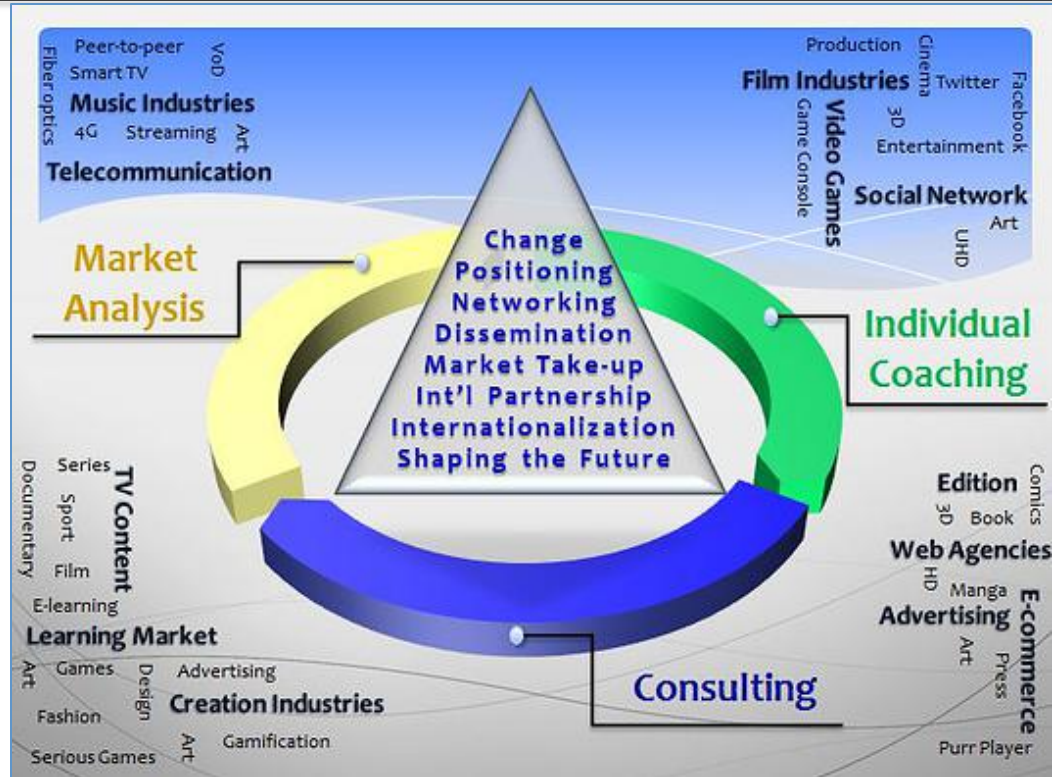 Peer-to-peer
VoD
Fiber optics
Smart TV
Music Industries
4G
Streaming
Art
Telecommunication
Production
Cinema
Film Industries
Twitter
Facebook
3D
Video Games
Game Console
Entertainment
Social Network
Art
UHD
Market
Analysis
Change
Positioning
Networking
Dissemination
Market Take-up
Int'l Partnership
Internationalization
Shaping the Future
Individual
Coaching
Series
TV Content
Documentary
Sport
Film
E-learning
Learning Market
Art
Games
Design
Advertising
Creation Industries
Fashion
Art
Gamification
Serious Games
Consulting
Edition
Comics
3D
Book
Web Agencies
HD
Manga
E-commerce
Advertising
Art
Press
Purr Player